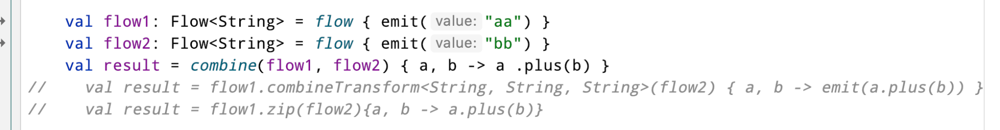 val flow1: Flow<String> = flow { emit( value: "aa") }
val flow2: Flow<String> = flow { emit( value: "bb") }
val result = combine(flow1, flow2) { a, b -> a .plus(b) }
//    val result = flow1.combineTransform<String, String, String>(flow2) { a, b -> emit(a.plus(b)) }
//    val result = flow1.zip(flow2){a, b -> a.plus(b)}